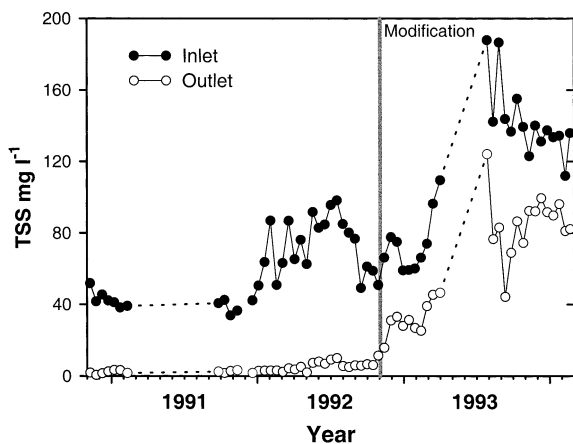 200
160
120
80
40
0
TSS mg l⁻¹
Inlet
Outlet
Modification
1991
1992
1993
Year